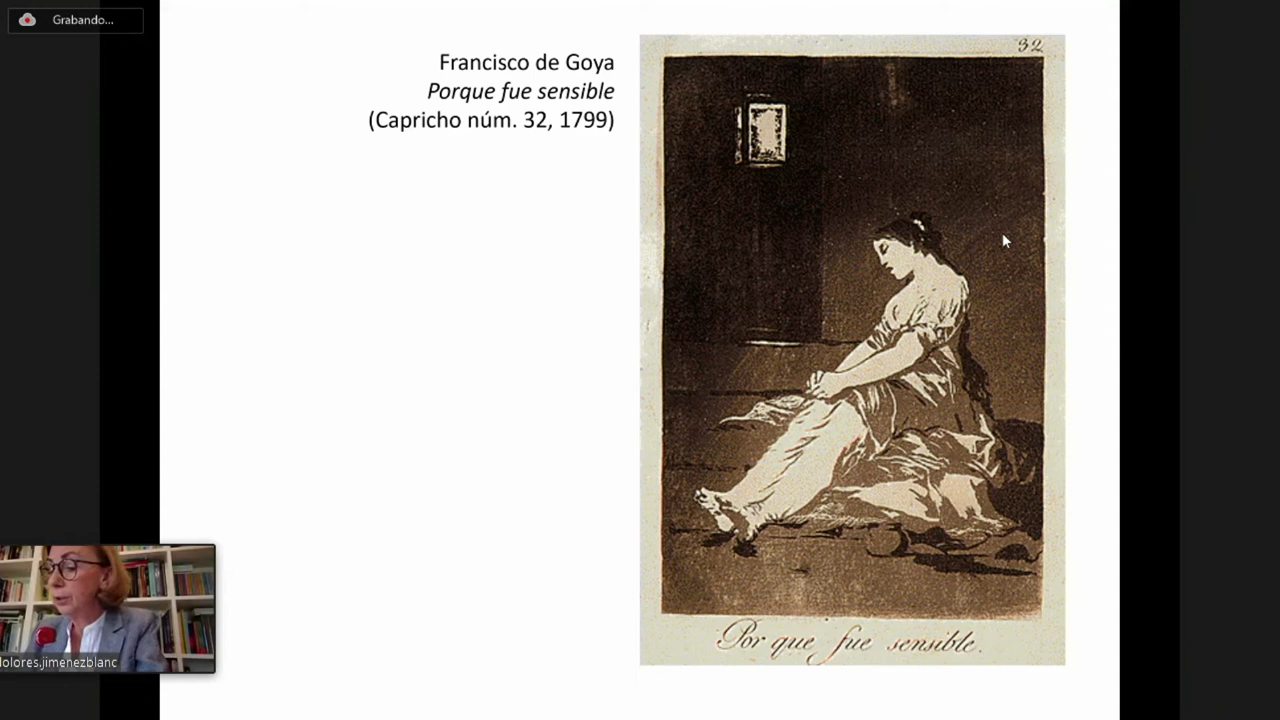 Grabando...
Francisco de Goya
Porque fue sensible
(Capricho núm. 32, 1799)
32
Por que fue sensible.
dolores.jimenezblanc